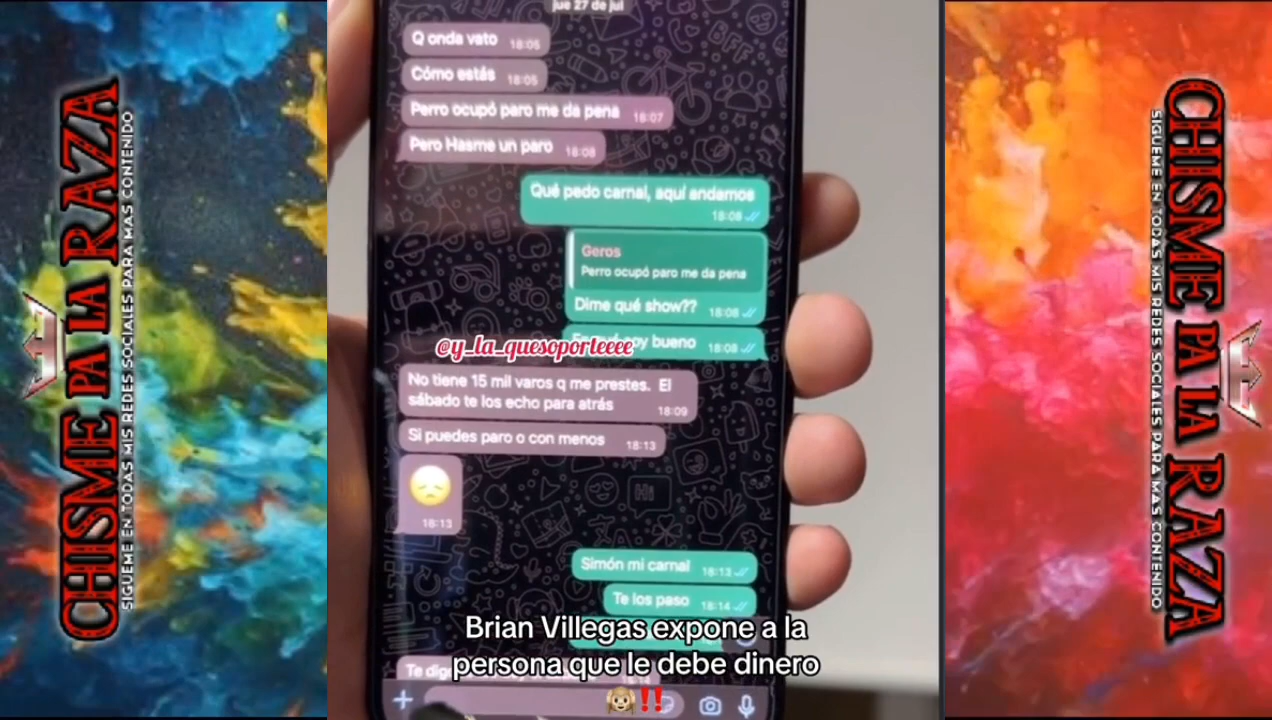 CHISME PA LA RAZA
SIGUEME EN TODAS MIS REDES SOCIALES PARA MAS CONTENIDO
jue 27 de jul
Q onda vato 18:05
Cómo estás 18:05
Perro ocupó paro me da pena 18:07
Pero Hasme un paro 18:08
Qué pedo carnal, aquí andamos
18:08
Geros
Perro ocupó paro me da pena
Dime qué show?? 18:08
bueno 18:08
@y_la_quesoporteeee
No tiene 15 mil varos q me prestes. El
sábado te los echo para atrás
18:09
Si puedes paro o con menos 18:13
18:13
Hi
Simón mi carnal 18:13
Te los paso 18:14
Brian Villegas expone a la
persona que le debe dinero
🙉‼️
Te
CHISME PA LA RAZA
SIGUEME EN TODAS MIS REDES SOCIALES PARA MAS CONTENIDO